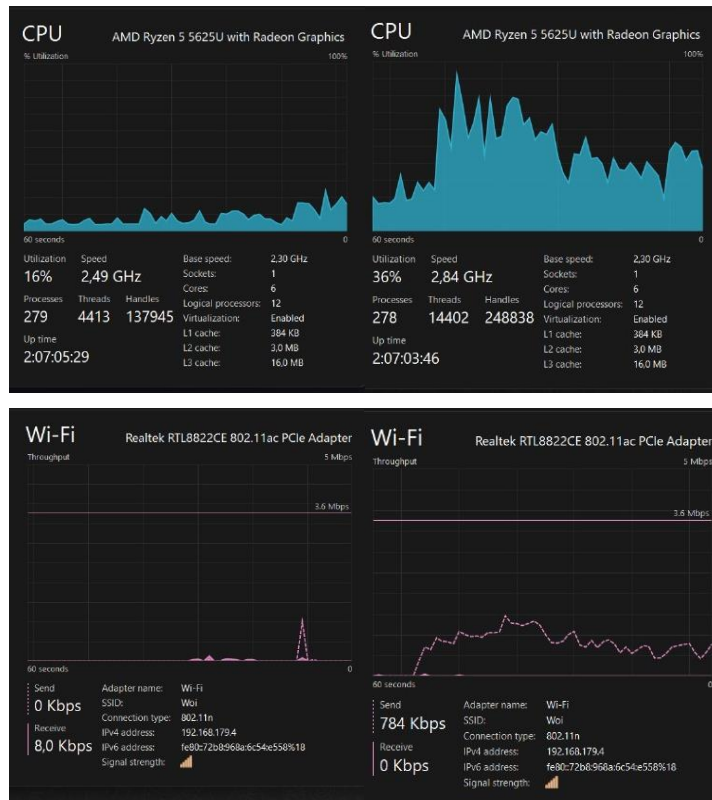 CPU AMD Ryzen 5 5625U with Radeon Graphics
% Utilization 100%
60 seconds 0
Utilization Speed Base speed: 2,30 GHz
16% 2,49 GHz Sockets: 1
Cores: 6
Processes Threads Handles Logical processors: 12
279 4413 137945 Virtualization: Enabled
L1 cache: 384 KB
Up time L2 cache: 3,0 MB
2:07:05:29 L3 cache: 16,0 MB
CPU AMD Ryzen 5 5625U with Radeon Graphics
% Utilization 100%
60 seconds 0
Utilization Speed Base speed: 2,30 GHz
36% 2,84 GHz Sockets: 1
Cores: 6
Processes Threads Handles Logical processors: 12
278 14402 248838 Virtualization: Enabled
L1 cache: 384 KB
Up time L2 cache: 3,0 MB
2:07:03:46 L3 cache: 16,0 MB
Wi-Fi Realtek RTL8822CE 802.11ac PCIe Adapter
Throughput 5 Mbps
3.6 Mbps
60 seconds 0
Send Adapter name: Wi-Fi
0 Kbps SSID: Woi
Connection type: 802.11n
Receive IPv4 address: 192.168.179.4
8,0 Kbps IPv6 address: fe80::72b8:968a:6c54:e558%18
Signal strength:
Wi-Fi Realtek RTL8822CE 802.11ac PCIe Adapter
Throughput 5 Mbps
3.6 Mbps
60 seconds 0
Send Adapter name: Wi-Fi
784 Kbps SSID: Woi
Connection type: 802.11n
Receive IPv4 address: 192.168.179.4
0 Kbps IPv6 address: fe80::72b8:968a:6c54:e558%18
Signal strength: